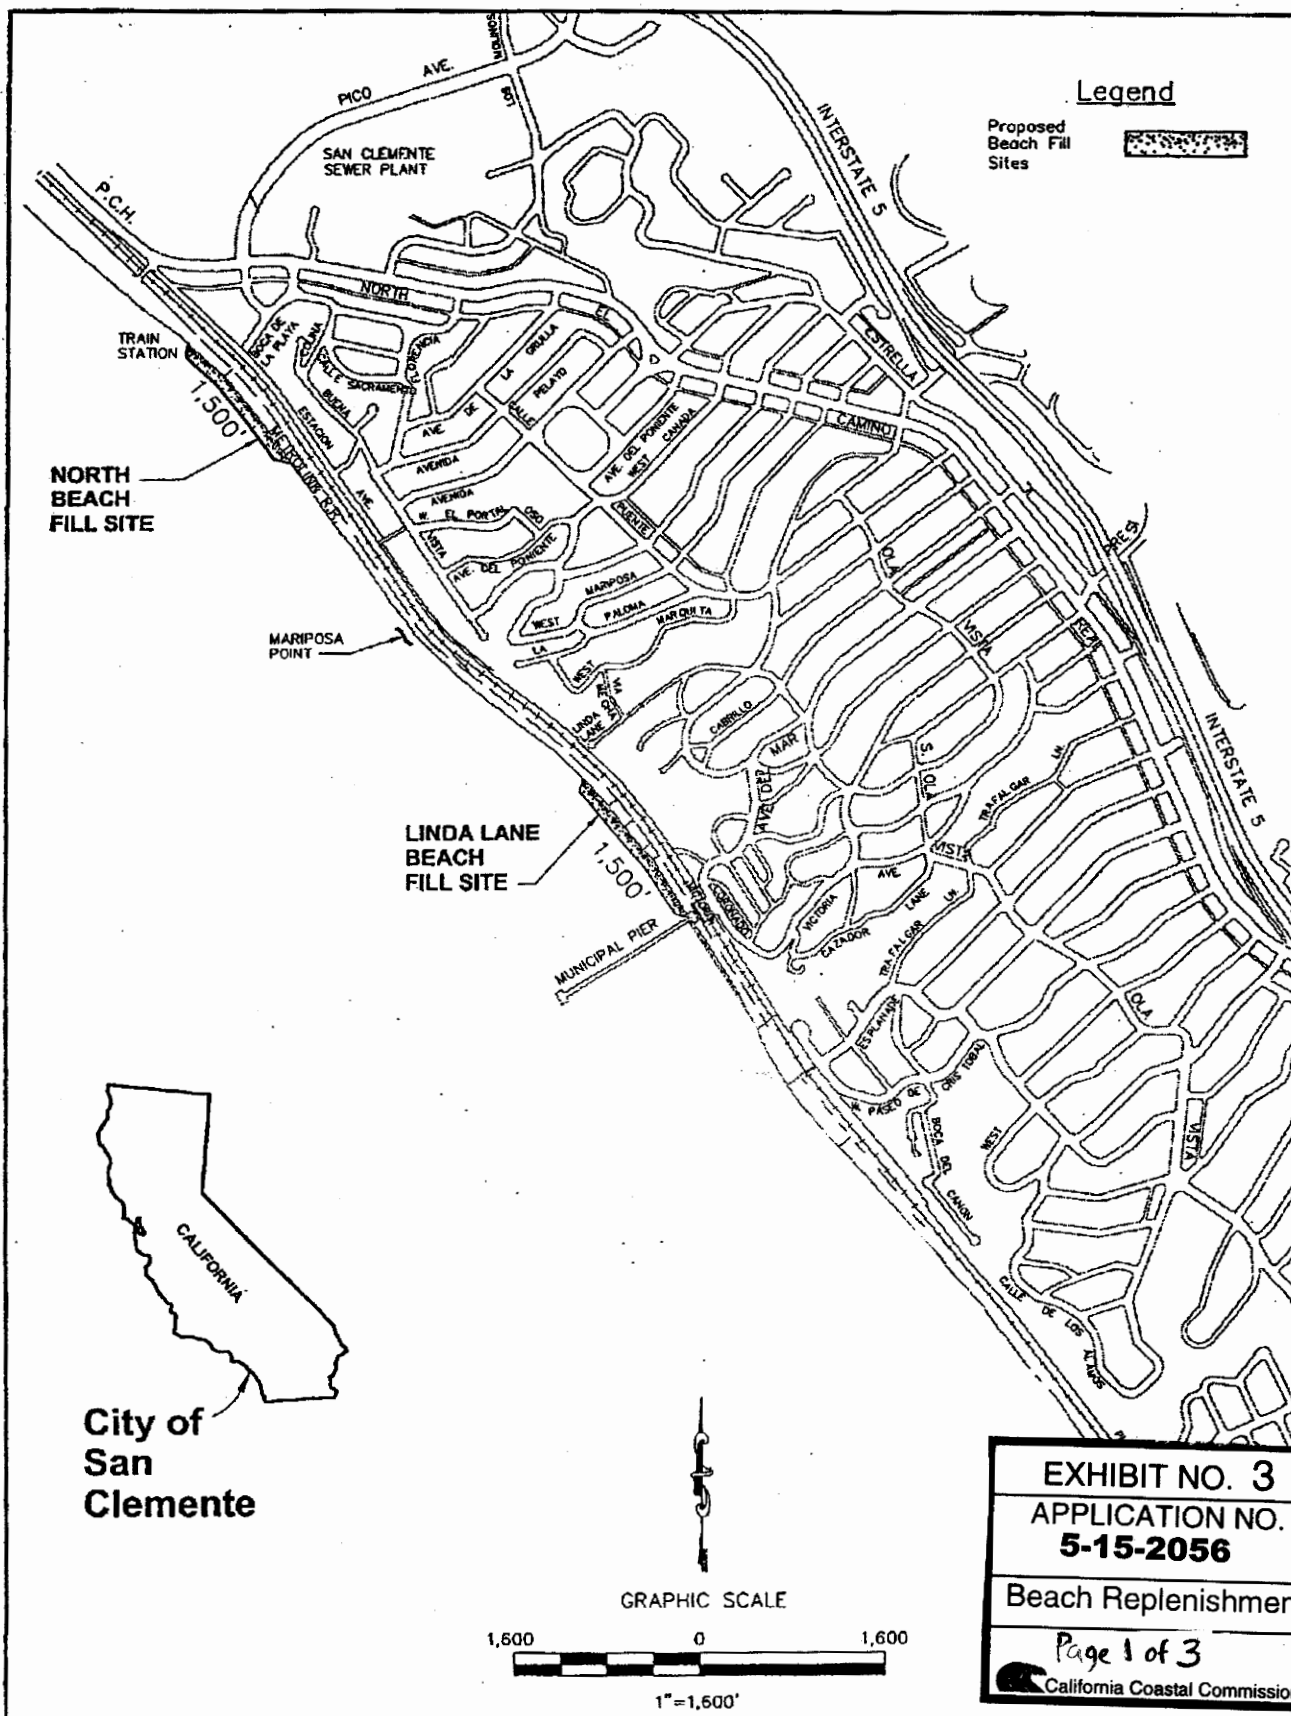 Legend
Proposed
Beach Fill
Sites
PICO AVE.
LOS MOLINOS
INTERSTATE 5
SAN CLEMENTE
SEWER PLANT
P.C.H.
NORTH
EL
CAMINO
REAL
ESTRELLA
TRAIN
STATION
BOCA DE
LA PLAYA
COLINA
CALLE SACRAMENTO
FLORENCIA
BUENA
ESTACION
AVE. DE LA GRULLA
CALLE
PELAYO
1,500'
METROLINK R.R.
NORTH
BEACH
FILL SITE
AVENIDA
AVENIDA
AVE.
VISTA
W. EL PORTAL
OSO
AVE. DEL PONIENTE
AVE. DEL PONIENTE
WEST CANADA
PUENTE
MARIPOSA
WEST
PALOMA
LA
MARQUITA
WEST
MARIPOSA
POINT
LINDA
LANE
CABRILLO
AVE. DEL
MAR
OLA
VISTA
S. OLA
VISTA
TRAFALGAR
LN.
INTERSTATE 5
LINDA LANE
BEACH
FILL SITE
1,500'
MUNICIPAL PIER
CORONADO
VICTORIA
AVE.
CAZADOR
LANE
TRAFALGAR
LN.
ESPLANADE
W. PASEO DE CRISTOBAL
BOCA DEL CANON
WEST
OLA
VISTA
CALLE DE LOS ALAMOS
CALIFORNIA
City of
San
Clemente
GRAPHIC SCALE
1,600 0 1,600
1"=1,600'
EXHIBIT NO. 3
APPLICATION NO.
5-15-2056
Beach Replenishmen
Page 1 of 3
California Coastal Commissio